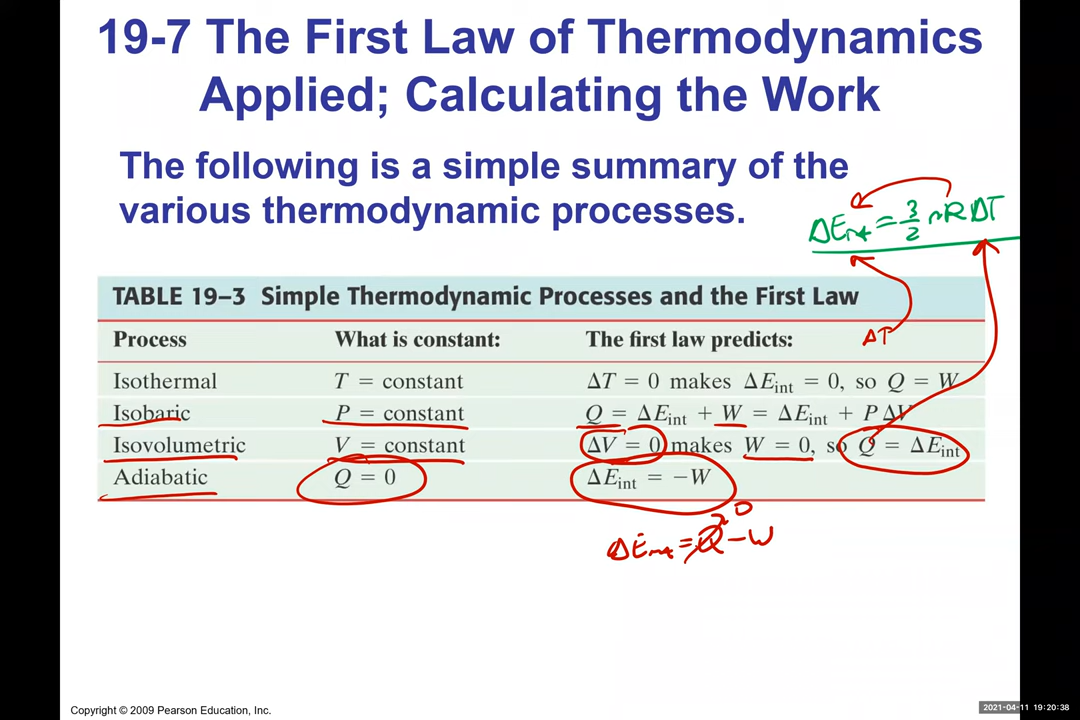 19-7 The First Law of Thermodynamics
Applied; Calculating the Work
The following is a simple summary of the
various thermodynamic processes.
ΔEint = 3/2 nRΔT
TABLE 19–3 Simple Thermodynamic Processes and the First Law
Process What is constant: The first law predicts:
ΔT
Isothermal T = constant ΔT = 0 makes ΔEint = 0, so Q = W
Isobaric P = constant Q = ΔEint + W = ΔEint + P ΔV
Isovolumetric V = constant ΔV = 0 makes W = 0, so Q = ΔEint
Adiabatic Q = 0 ΔEint = −W
ΔEint = Q 0 − W
Copyright © 2009 Pearson Education, Inc.
2021-04-11 19:20:38